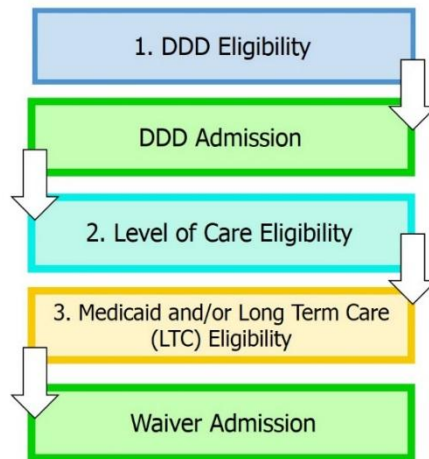 1. DDD Eligibility
DDD Admission
2. Level of Care Eligibility
3. Medicaid and/or Long Term Care
(LTC) Eligibility
Waiver Admission